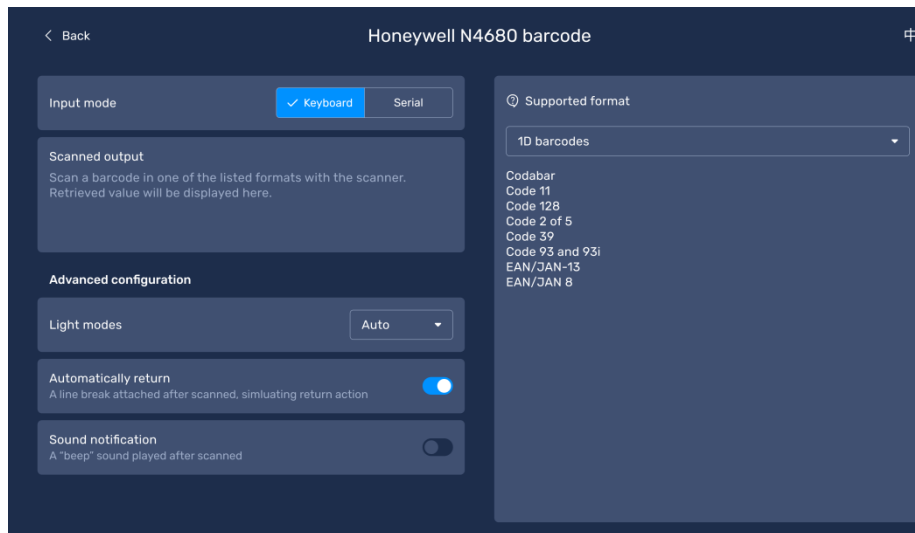 Back
Honeywell N4680 barcode
中
Input mode
Keyboard
Serial
Scanned output
Scan a barcode in one of the listed formats with the scanner.
Retrieved value will be displayed here.
Advanced configuration
Light modes
Auto
Automatically return
A line break attached after scanned, simluating return action
Sound notification
A "beep" sound played after scanned
Supported format
1D barcodes
Codabar
Code 11
Code 128
Code 2 of 5
Code 39
Code 93 and 93i
EAN/JAN-13
EAN/JAN 8